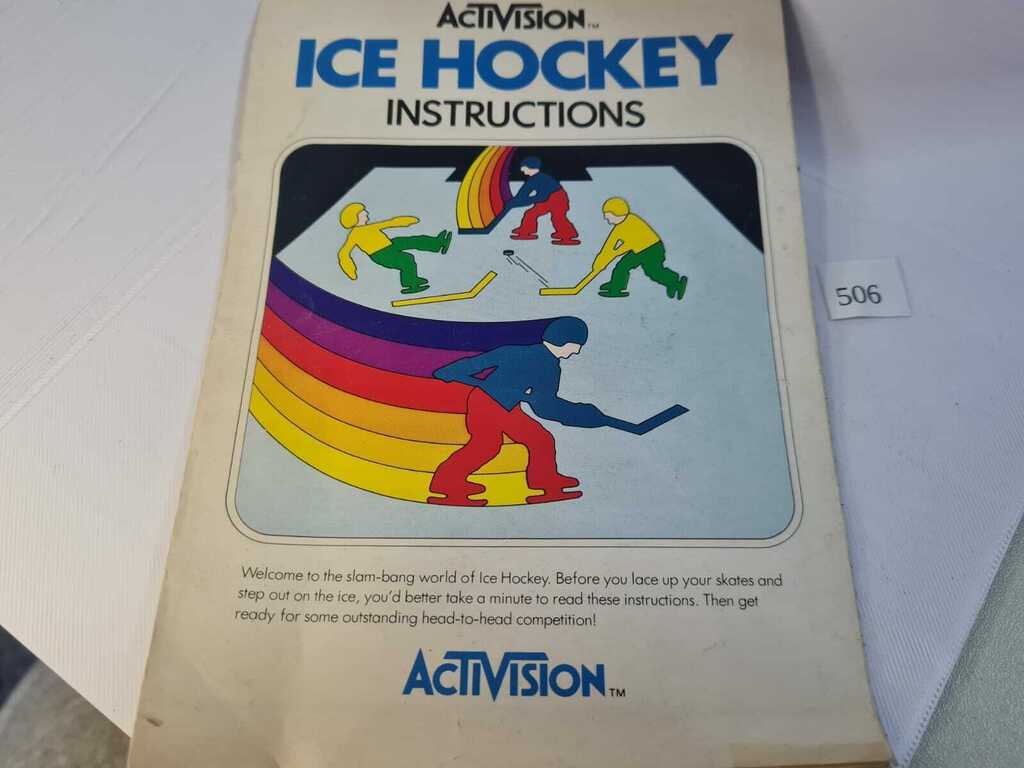 ACTIVISION™
ICE HOCKEY
INSTRUCTIONS
506
Welcome to the slam-bang world of Ice Hockey. Before you lace up your skates and
step out on the ice, you'd better take a minute to read these instructions. Then get
ready for some outstanding head-to-head competition!
ACTIVISION™